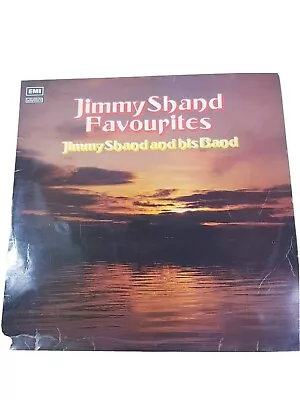 EMI
Jimmy Shand
Favourites
Jimmy Shand and his Band